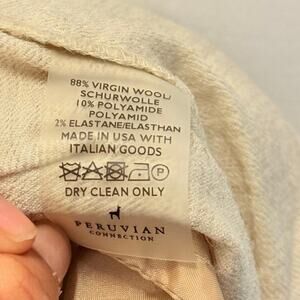 88% VIRGIN WOOL/
SCHURWOLLE
10% POLYAMIDE
POLYAMID
2% ELASTANE/ELASTHAN
MADE IN USA WITH
ITALIAN GOODS
P
DRY CLEAN ONLY
PERUVIAN
CONNECTION